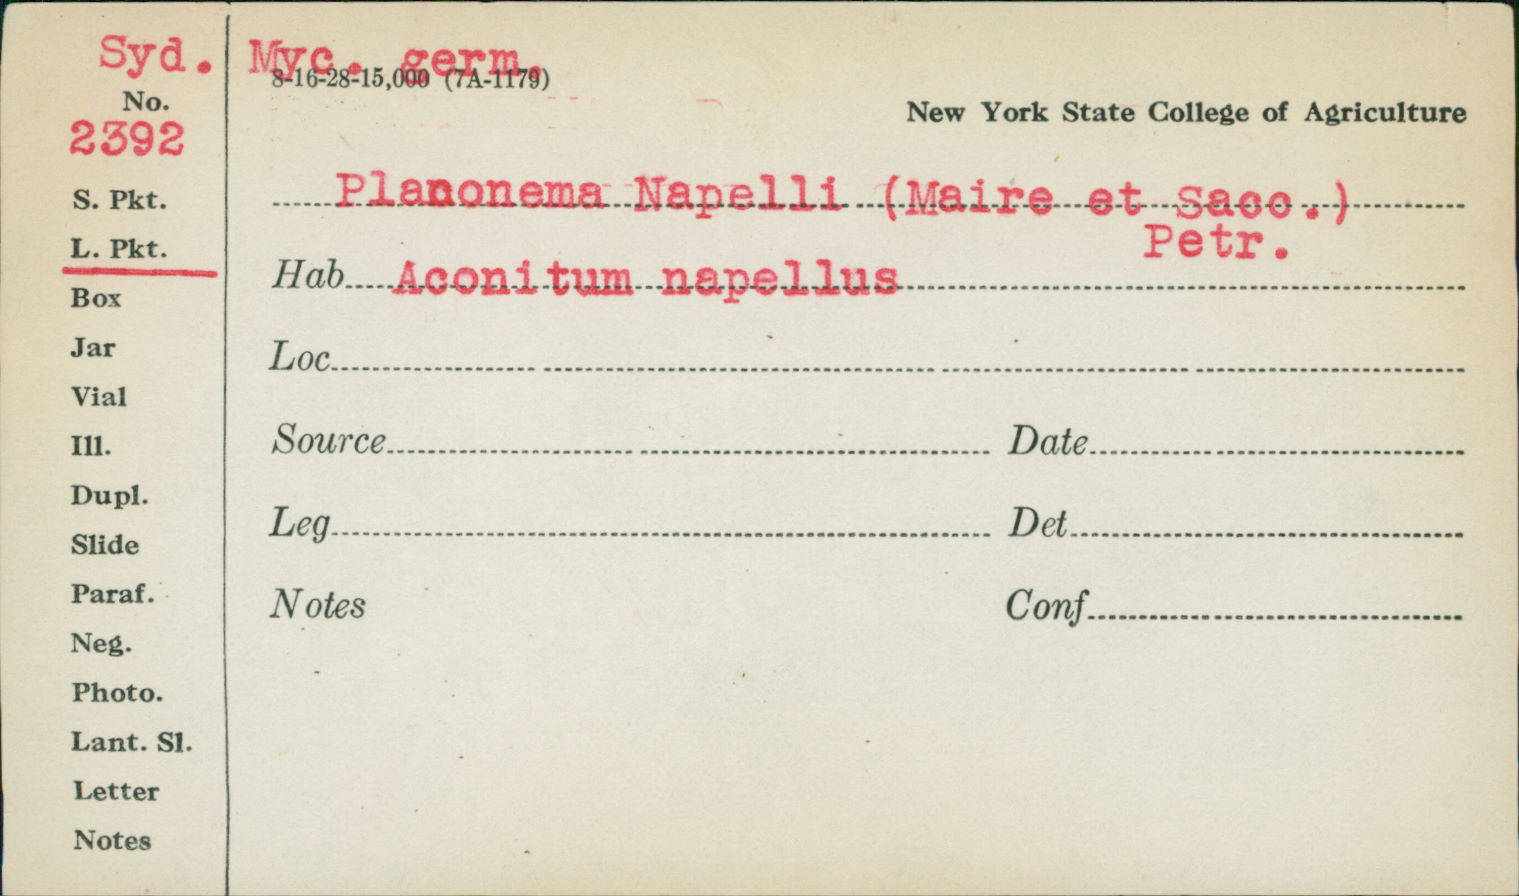 Syd. Myc. germ.
8-16-28-15,000 (7A-1179)
No.
2392
New York State College of Agriculture
S. Pkt.
Planonema Napelli (Maire et Sacc.)
Petr.
L. Pkt.
Hab. Aconitum napellus
Box
Jar
Loc.
Vial
Ill.
Source Date
Dupl.
Slide
Leg Det
Paraf.
Notes Conf
Neg.
Photo.
Lant. Sl.
Letter
Notes